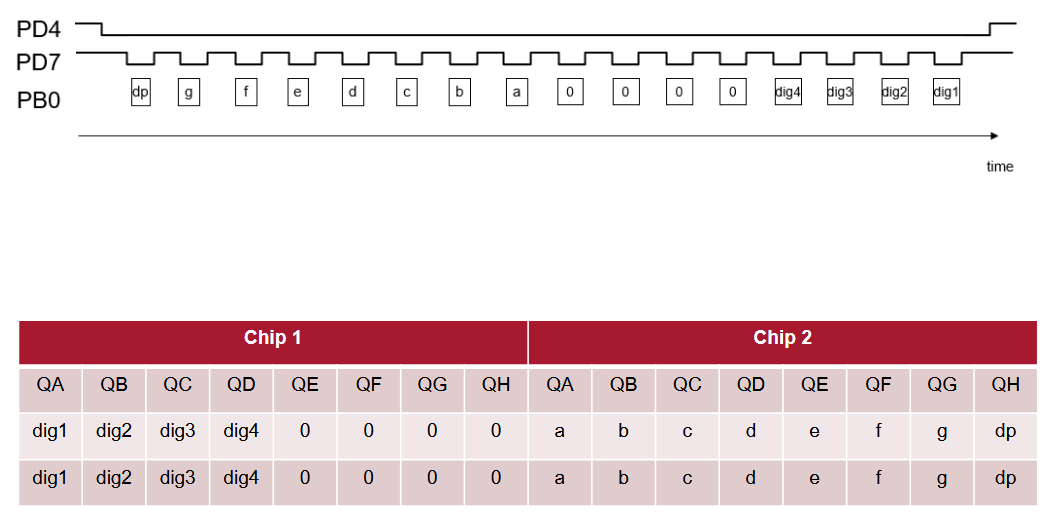 PD4
PD7
PB0 dp g f e d c b a 0 0 0 0 dig4 dig3 dig2 dig1
time
Chip 1 Chip 2
QA QB QC QD QE QF QG QH QA QB QC QD QE QF QG QH
dig1 dig2 dig3 dig4 0 0 0 0 a b c d e f g dp
dig1 dig2 dig3 dig4 0 0 0 0 a b c d e f g dp